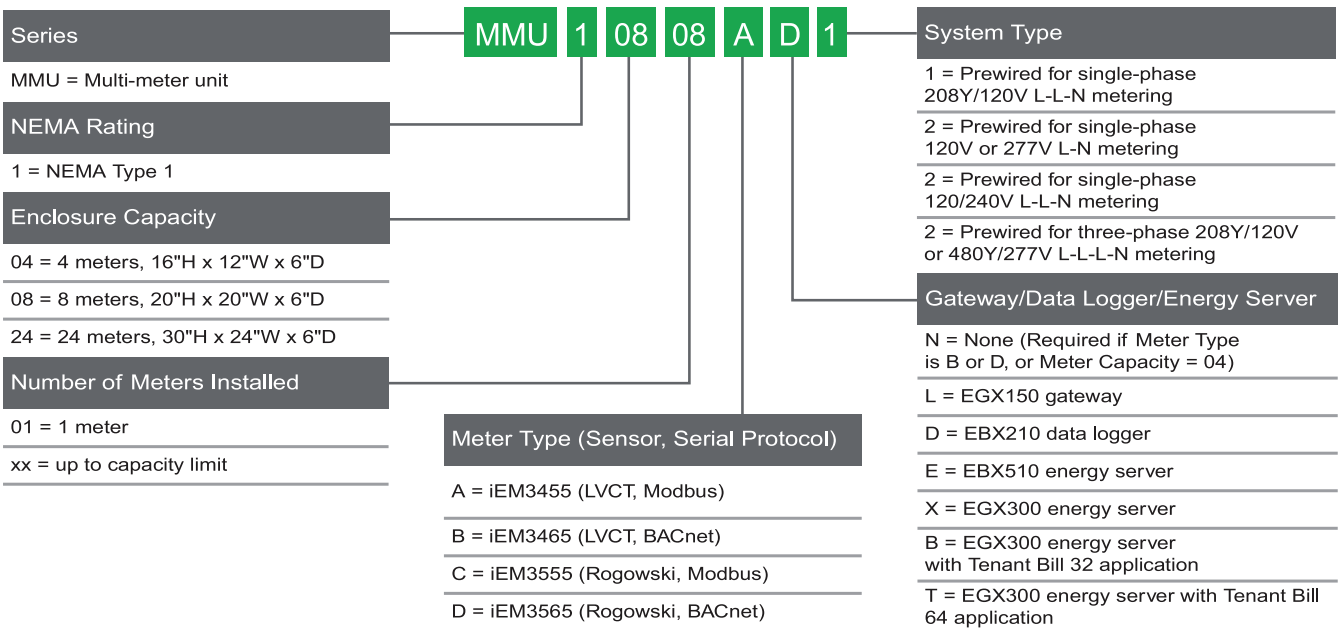 MMU 1 08 08 A D 1
Series
MMU = Multi-meter unit
NEMA Rating
1 = NEMA Type 1
Enclosure Capacity
04 = 4 meters, 16"H x 12"W x 6"D
08 = 8 meters, 20"H x 20"W x 6"D
24 = 24 meters, 30"H x 24"W x 6"D
Number of Meters Installed
01 = 1 meter
xx = up to capacity limit
Meter Type (Sensor, Serial Protocol)
A = iEM3455 (LVCT, Modbus)
B = iEM3465 (LVCT, BACnet)
C = iEM3555 (Rogowski, Modbus)
D = iEM3565 (Rogowski, BACnet)
System Type
1 = Prewired for single-phase
208Y/120V L-L-N metering
2 = Prewired for single-phase
120V or 277V L-N metering
2 = Prewired for single-phase
120/240V L-L-N metering
2 = Prewired for three-phase 208Y/120V
or 480Y/277V L-L-L-N metering
Gateway/Data Logger/Energy Server
N = None (Required if Meter Type
is B or D, or Meter Capacity = 04)
L = EGX150 gateway
D = EBX210 data logger
E = EBX510 energy server
X = EGX300 energy server
B = EGX300 energy server
with Tenant Bill 32 application
T = EGX300 energy server with Tenant Bill
64 application